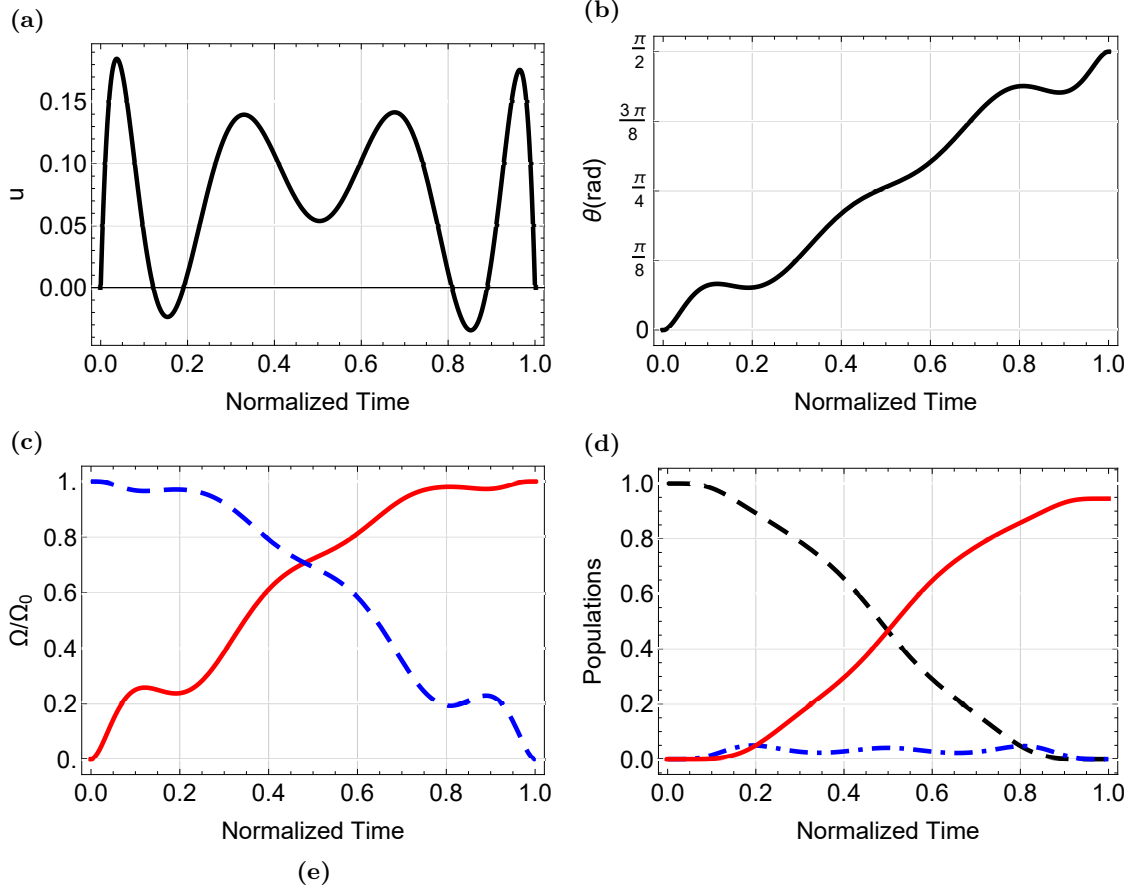 (a)
(b)
0.15
0.10
0.05
0.00
u
0.0 0.2 0.4 0.6 0.8 1.0
Normalized Time
π/2
3π/8
π/4
π/8
0
θ(rad)
0.0 0.2 0.4 0.6 0.8 1.0
Normalized Time
(c)
(d)
1.
0.8
0.6
0.4
0.2
0.
Ω/Ω₀
0.0 0.2 0.4 0.6 0.8 1.0
Normalized Time
1.0
0.8
0.6
0.4
0.2
0.0
Populations
0.0 0.2 0.4 0.6 0.8 1.0
Normalized Time
(e)